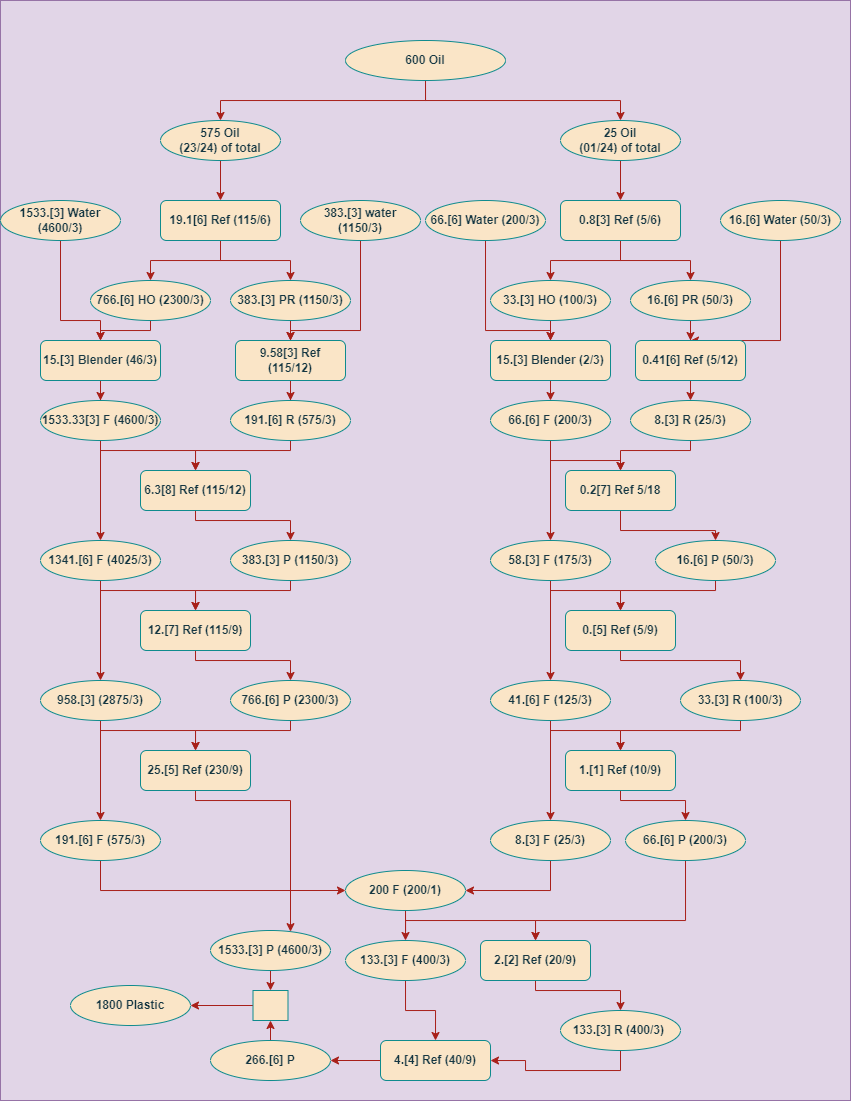 600 Oil
575 Oil
(23/24) of total
25 Oil
(01/24) of total
1533.[3] Water
(4600/3)
19.1[6] Ref (115/6)
383.[3] water
(1150/3)
66.[6] Water (200/3)
0.8[3] Ref (5/6)
16.[6] Water (50/3)
766.[6] HO (2300/3)
383.[3] PR (1150/3)
33.[3] HO (100/3)
16.[6] PR (50/3)
15.[3] Blender (46/3)
9.58[3] Ref
(115/12)
15.[3] Blender (2/3)
0.41[6] Ref (5/12)
1533.33[3] F (4600/3)
191.[6] R (575/3)
66.[6] F (200/3)
8.[3] R (25/3)
6.3[8] Ref (115/12)
0.2[7] Ref 5/18
1341.[6] F (4025/3)
383.[3] P (1150/3)
58.[3] F (175/3)
16.[6] P (50/3)
12.[7] Ref (115/9)
0.[5] Ref (5/9)
958.[3] (2875/3)
766.[6] P (2300/3)
41.[6] F (125/3)
33.[3] R (100/3)
25.[5] Ref (230/9)
1.[1] Ref (10/9)
191.[6] F (575/3)
8.[3] F (25/3)
66.[6] P (200/3)
200 F (200/1)
1533.[3] P (4600/3)
133.[3] F (400/3)
2.[2] Ref (20/9)
1800 Plastic
133.[3] R (400/3)
266.[6] P
4.[4] Ref (40/9)